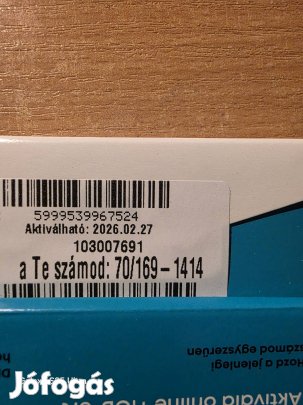 5999539967524
Aktiválható: 2026.02.27
103007691
a Te számod: 70/169-1414
Hozd a jelenlegi
számod egyszerűen
Aktiváld online
Jófogás